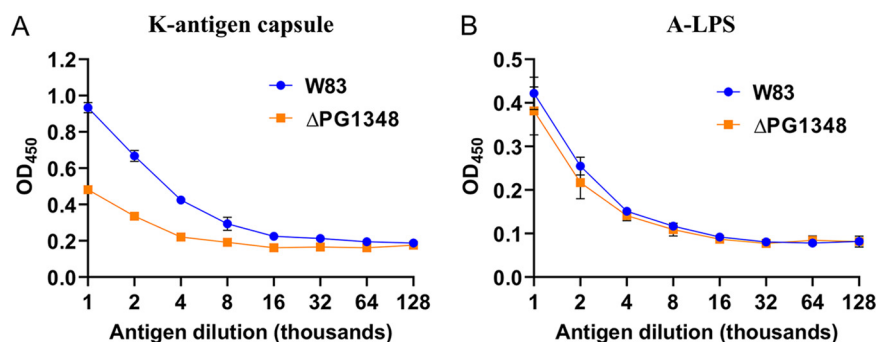 A
K-antigen capsule
1.2
1.0
0.8
0.6
0.4
0.2
0.0
OD450
W83
ΔPG1348
1 2 4 8 16 32 64 128
Antigen dilution (thousands)
B
A-LPS
0.5
0.4
0.3
0.2
0.1
0.0
OD450
W83
ΔPG1348
1 2 4 8 16 32 64 128
Antigen dilution (thousands)